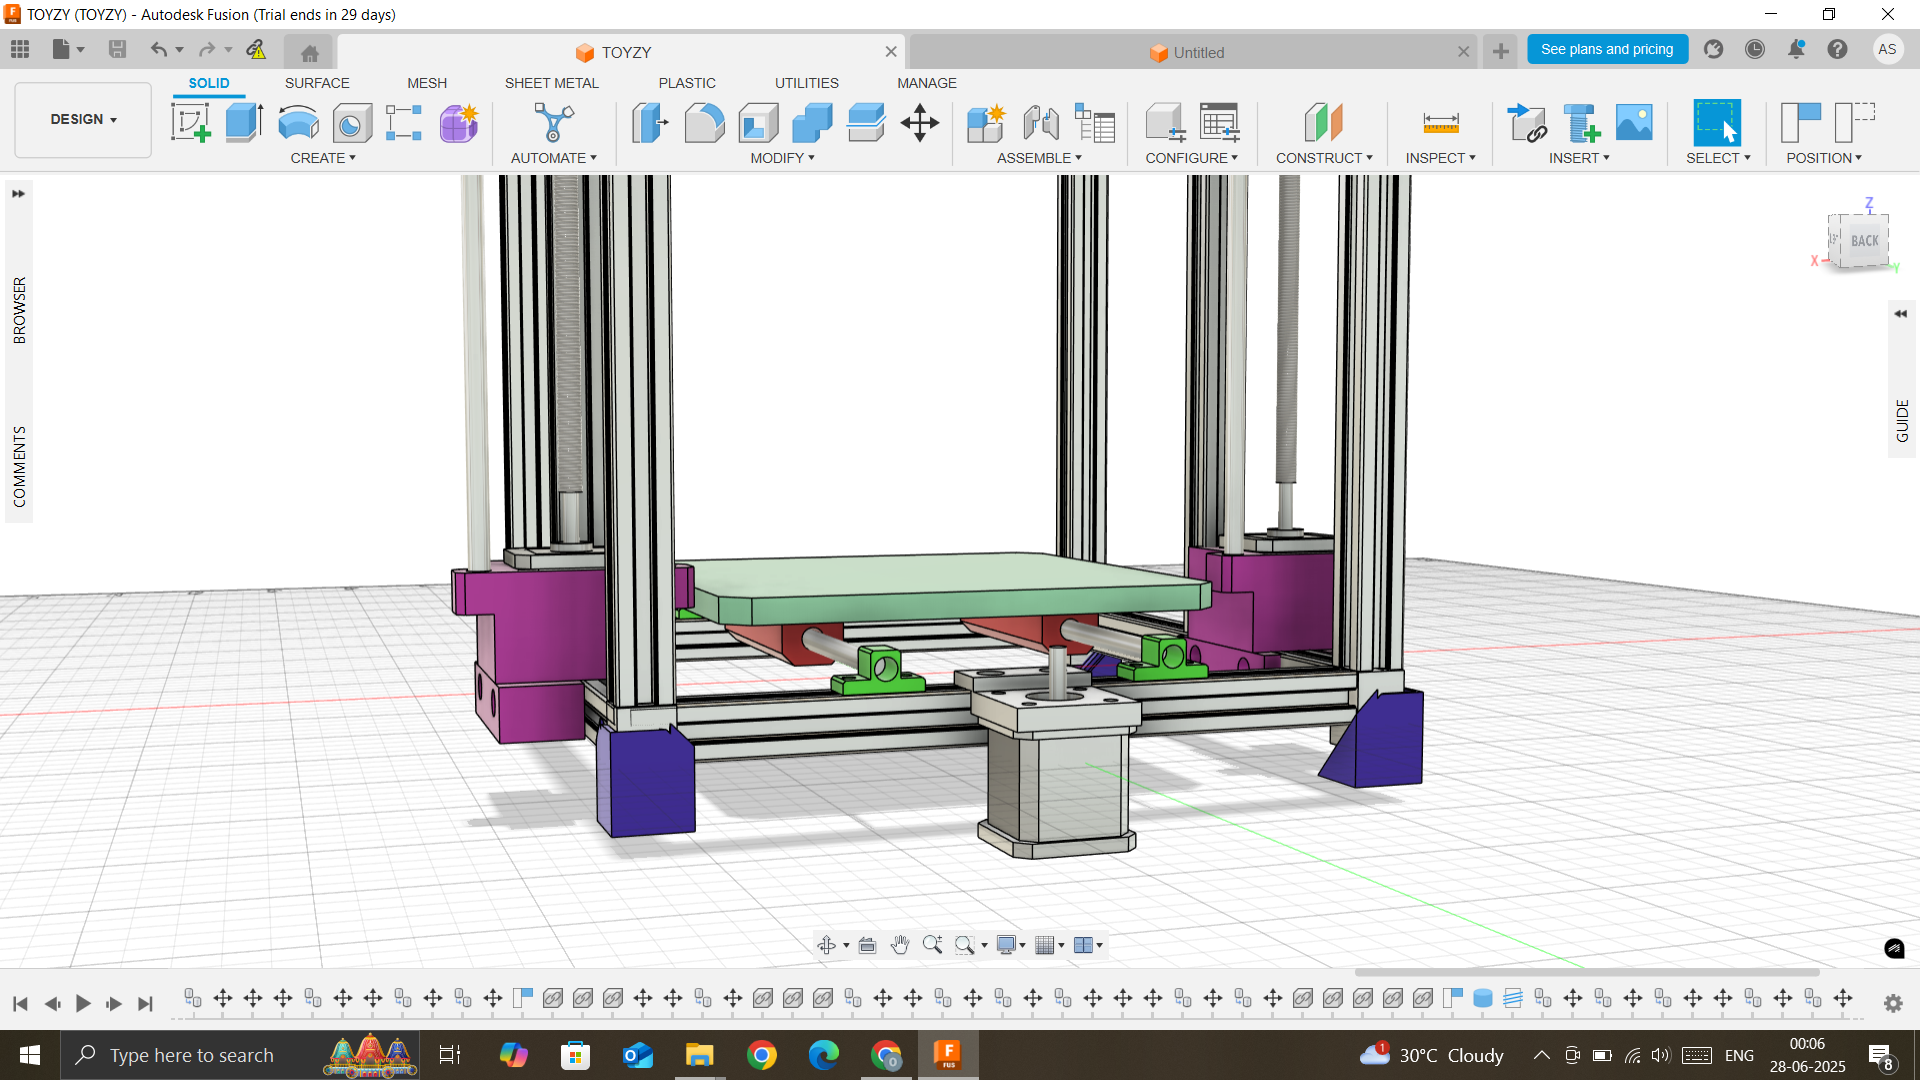 TOYZY (TOYZY) - Autodesk Fusion (Trial ends in 29 days)
TOYZY
Untitled
See plans and pricing
AS
DESIGN
SOLID
SURFACE
MESH
SHEET METAL
PLASTIC
UTILITIES
MANAGE
CREATE
AUTOMATE
MODIFY
ASSEMBLE
CONFIGURE
CONSTRUCT
INSPECT
INSERT
SELECT
POSITION
BROWSER
COMMENTS
Z
BACK
X
Y
GUIDE
Type here to search
F
FUS
1
30°C Cloudy
ENG
00:06
28-06-2025
8